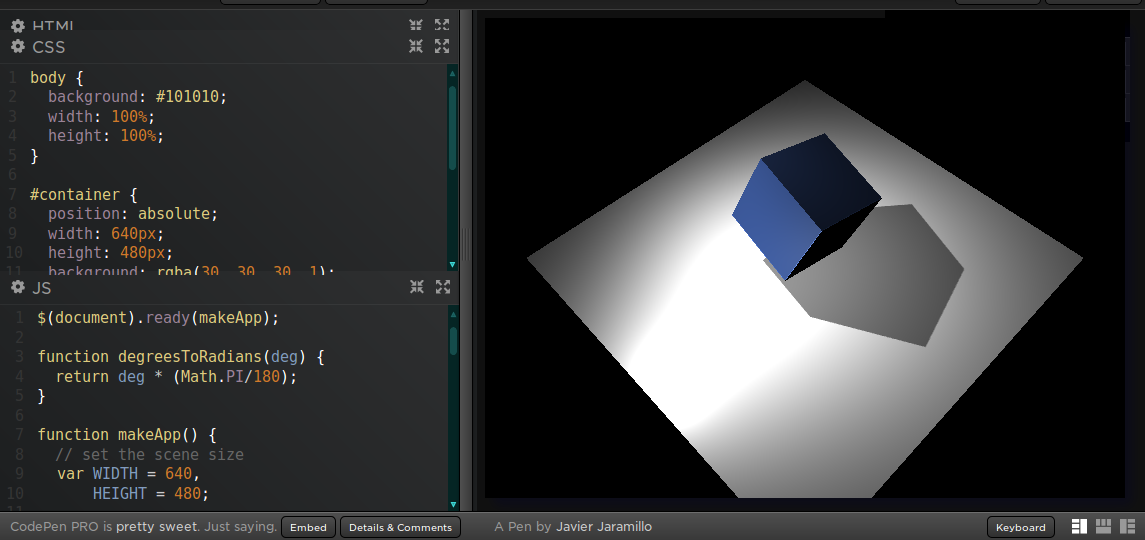 HTML
CSS
1 body {
2 background: #101010;
3 width: 100%;
4 height: 100%;
5 }
6
7 #container {
8 position: absolute;
9 width: 640px;
10 height: 480px;
11 background: rgba(30, 30, 30, 1);
JS
1 $(document).ready(makeApp);
2
3 function degreesToRadians(deg) {
4 return deg * (Math.PI/180);
5 }
6
7 function makeApp() {
8 // set the scene size
9 var WIDTH = 640,
10 HEIGHT = 480;
CodePen PRO is pretty sweet. Just saying. Embed Details & Comments A Pen by Javier Jaramillo Keyboard